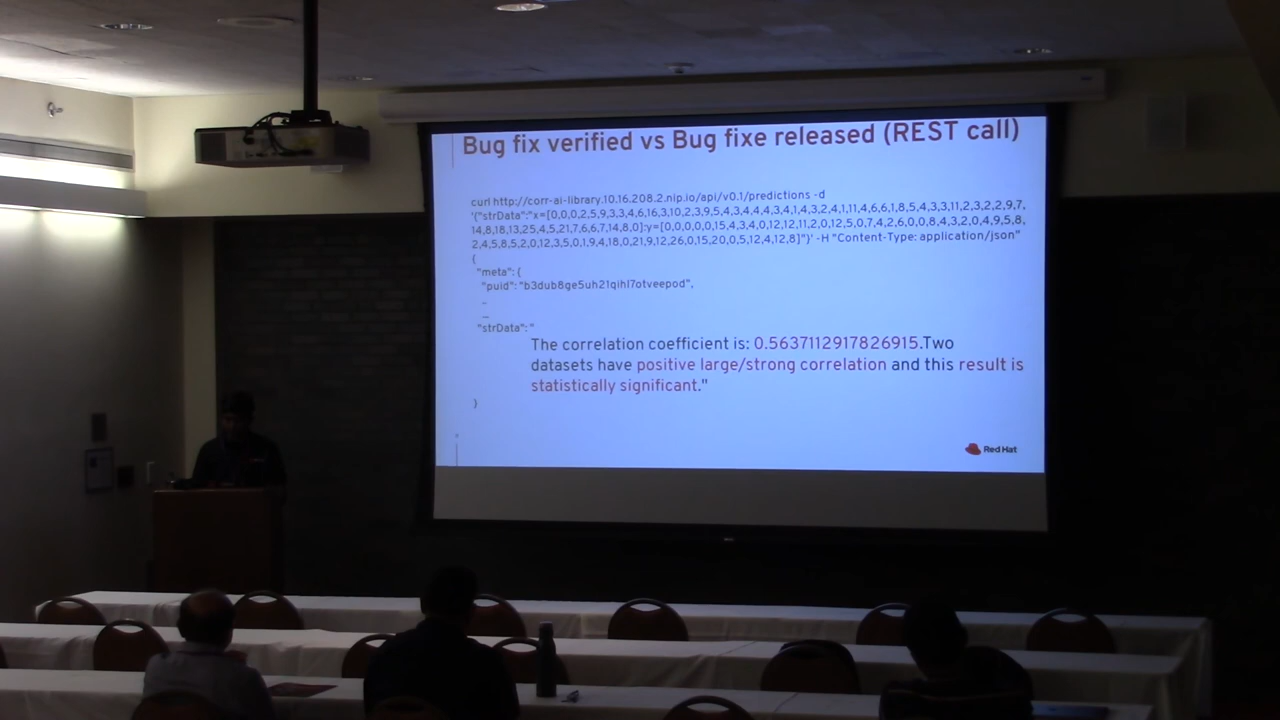 Bug fix verified vs Bug fixe released (REST call)
curl http://corr-ai-library.10.16.208.2.nip.io/api/v0.1/predictions -d
'{"strData":"x=[0,0,0,2,5,9,3,3,4,6,16,3,10,2,3,9,5,4,3,4,4,4,3,4,1,4,3,2,4,1,11,4,6,6,1,8,5,4,3,3,11,2,3,2,2,9,7,
14,8,18,13,25,4,5,21,7,6,6,7,14,8,0]:y=[0,0,0,0,0,15,4,3,4,0,12,12,11,2,0,12,5,0,7,4,2,6,0,0,8,4,3,2,0,4,9,5,8,
2,4,5,8,5,2,0,12,3,5,0,1,9,4,18,0,21,9,12,26,0,15,20,0,5,12,4,12,8]"}' -H "Content-Type: application/json"
{
"meta": {
"puid": "b3dub8ge5uh21qihl7otveepod",
"strData": "
The correlation coefficient is: 0.5637112917826915.Two
datasets have positive large/strong correlation and this result is
statistically significant."
}
Red Hat